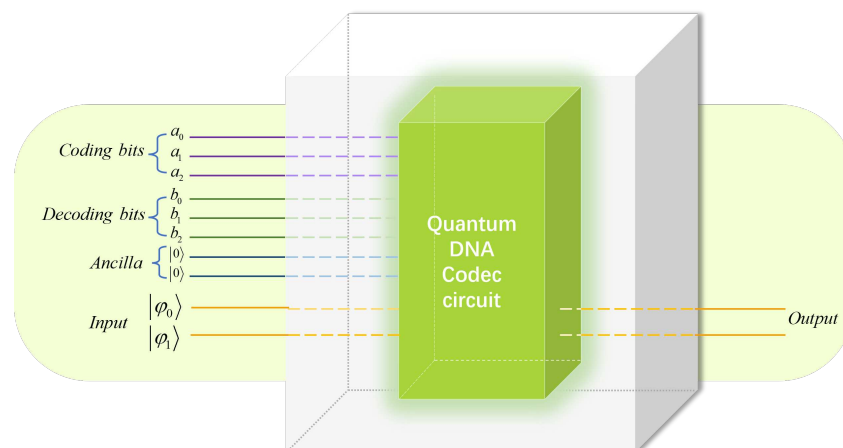 Coding bits
a₀
a₁
a₂
Decoding bits
b₀
b₁
b₂
Ancilla
|0⟩
|0⟩
Input
|φ₀⟩
|φ₁⟩
Quantum
DNA
Codec
circuit
Output